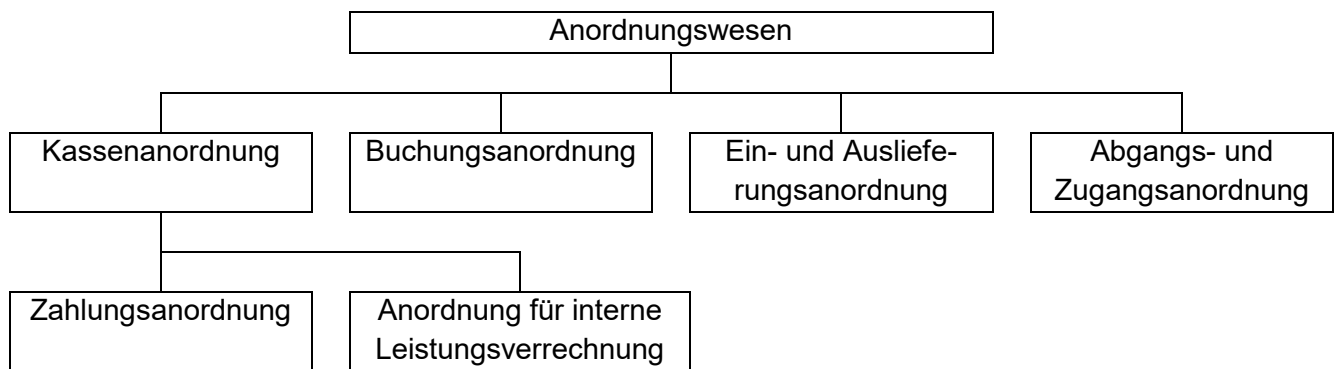 Anordnungswesen
Kassenanordnung
Buchungsanordnung
Ein- und Ausliefe-
rungsanordnung
Abgangs- und
Zugangsanordnung
Zahlungsanordnung
Anordnung für interne
Leistungsverrechnung